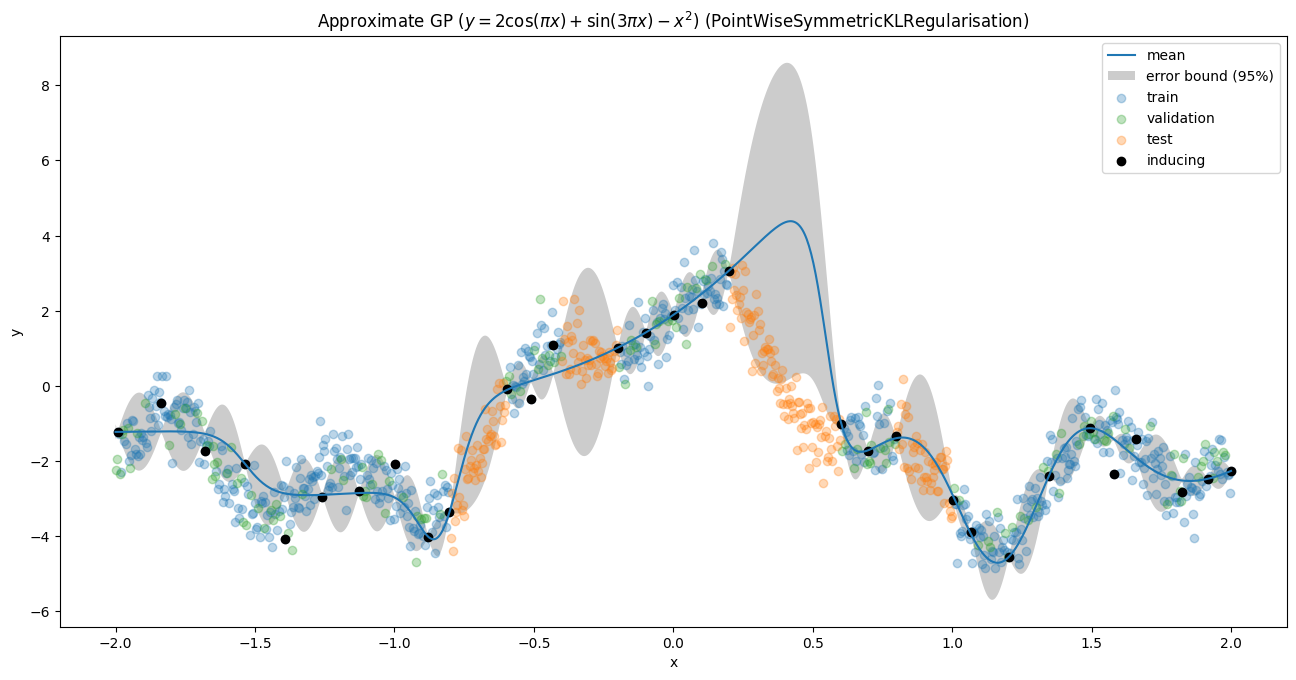 Approximate GP (y = 2cos(πx) + sin(3πx) − x²) (PointWiseSymmetricKLRegularisation)
mean
error bound (95%)
train
validation
test
inducing
8
6
4
2
0
−2
−4
−6
y
−2.0 −1.5 −1.0 −0.5 0.0 0.5 1.0 1.5 2.0
x